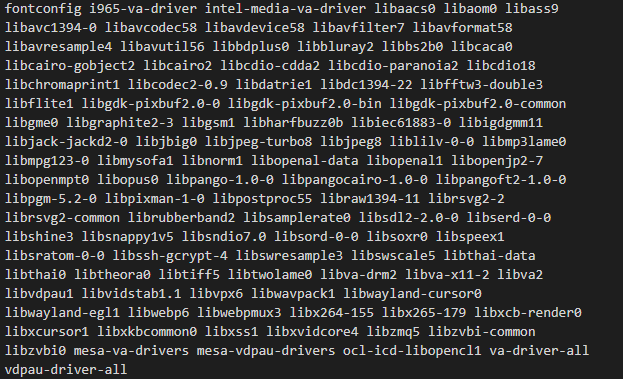 fontconfig i965-va-driver intel-media-va-driver libaacs0 libaom0 libass9
libavc1394-0 libavcodec58 libavdevice58 libavfilter7 libavformat58
libavresample4 libavutil56 libbdplus0 libbluray2 libbs2b0 libcaca0
libcairo-gobject2 libcairo2 libcdio-cdda2 libcdio-paranoia2 libcdio18
libchromaprint1 libcodec2-0.9 libdatrie1 libdc1394-22 libfftw3-double3
libflite1 libgdk-pixbuf2.0-0 libgdk-pixbuf2.0-bin libgdk-pixbuf2.0-common
libgme0 libgraphite2-3 libgsm1 libharfbuzz0b libiec61883-0 libigdgmm11
libjack-jackd2-0 libjbig0 libjpeg-turbo8 libjpeg8 liblilv-0-0 libmp3lame0
libmpg123-0 libmysofa1 libnorm1 libopenal-data libopenal1 libopenjp2-7
libopenmpt0 libopus0 libpango-1.0-0 libpangocairo-1.0-0 libpangoft2-1.0-0
libpgm-5.2-0 libpixman-1-0 libpostproc55 libraw1394-11 librsvg2-2
librsvg2-common librubberband2 libsamplerate0 libsdl2-2.0-0 libserd-0-0
libshine3 libsnappy1v5 libsndio7.0 libsord-0-0 libsoxr0 libspeex1
libsratom-0-0 libssh-gcrypt-4 libswresample3 libswscale5 libthai-data
libthai0 libtheora0 libtiff5 libtwolame0 libva-drm2 libva-x11-2 libva2
libvdpau1 libvidstab1.1 libvpx6 libwavpack1 libwayland-cursor0
libwayland-egl1 libwebp6 libwebpmux3 libx264-155 libx265-179 libxcb-render0
libxcursor1 libxkbcommon0 libxss1 libxvidcore4 libzmq5 libzvbi-common
libzvbi0 mesa-va-drivers mesa-vdpau-drivers ocl-icd-libopencl1 va-driver-all
vdpau-driver-all